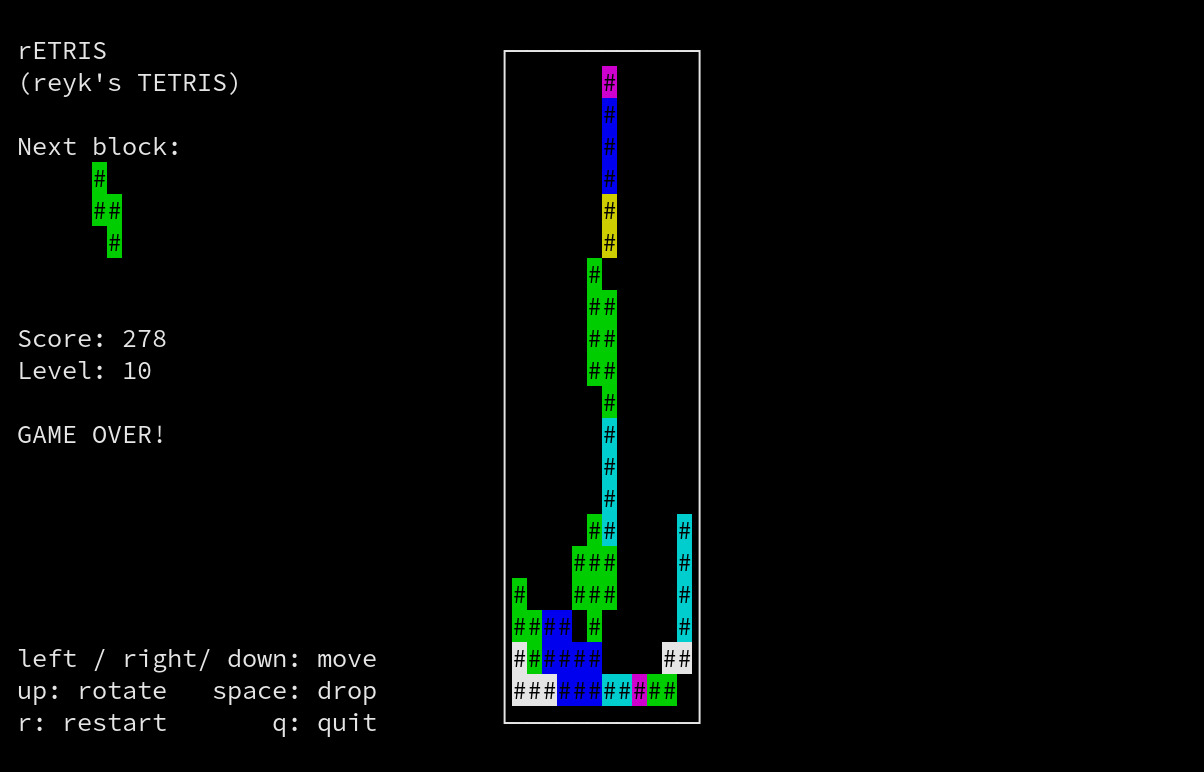 rETRIS
(reyk's TETRIS)
Next block:
#
##
#
Score: 278
Level: 10
GAME OVER!
left / right/ down: move
up: rotate   space: drop
r: restart       q: quit
#
#
#
#
#
#
#
##
##
##
#
#
#
#
## #
### #
# ### #
#### # #
###### ##
###########